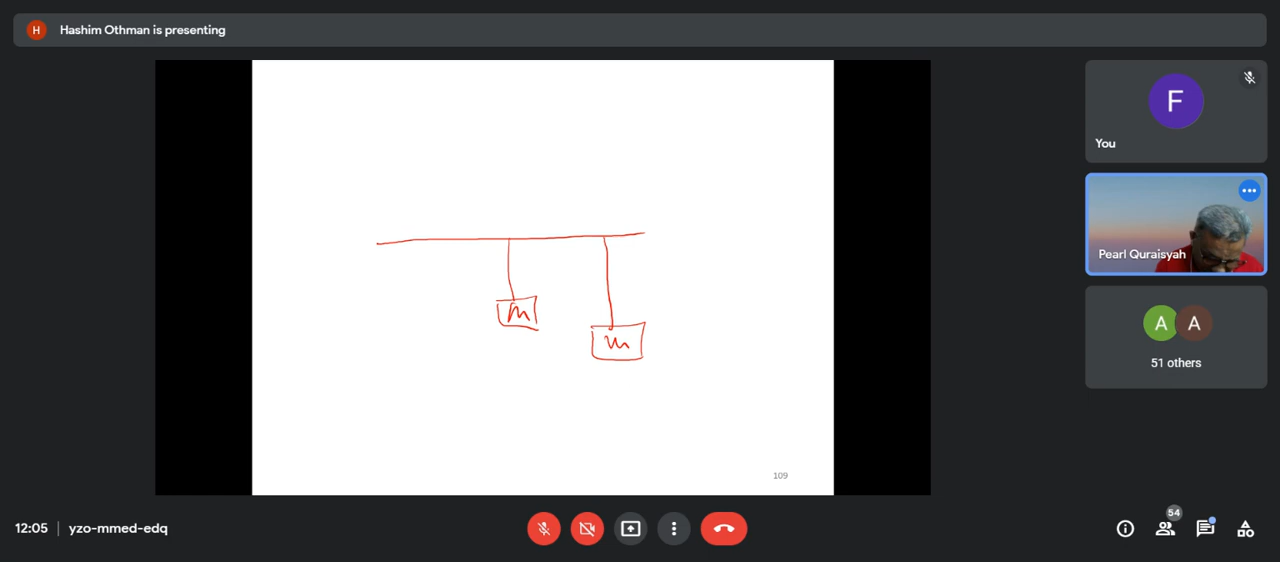 H Hashim Othman is presenting
F
You
Pearl Quraisyah
m
m
A A
51 others
109
12:05 | yzo-mmed-edq
54